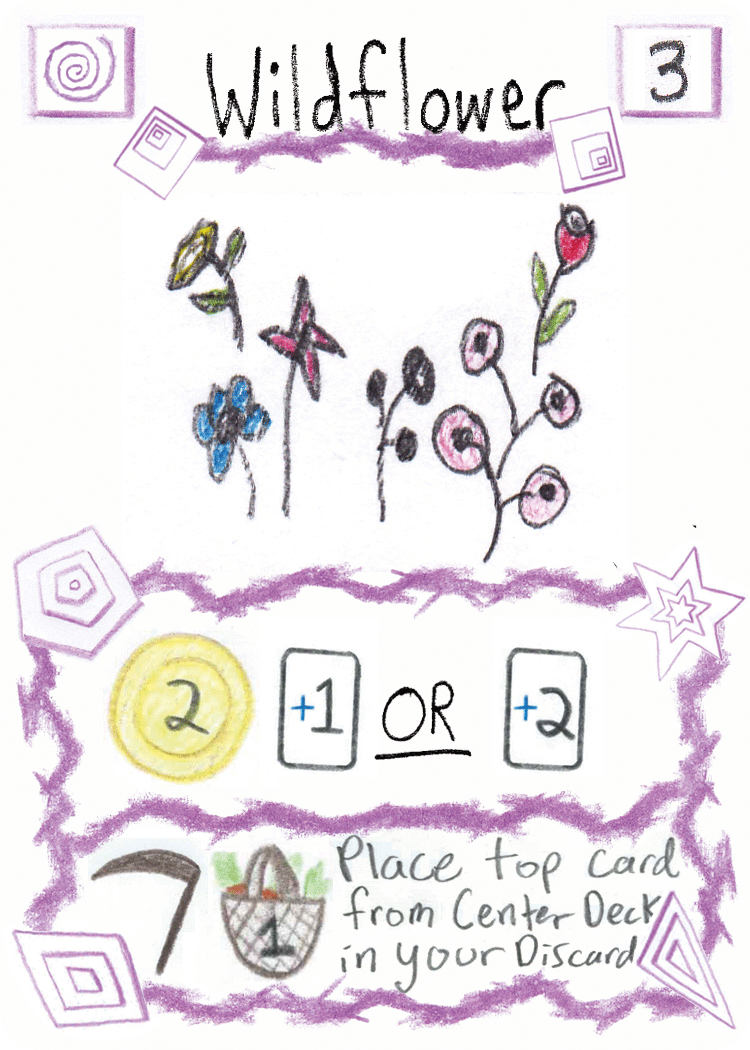 Wildflower
3
2 +1 OR +2
1
Place top card
from Center Deck
in your Discard